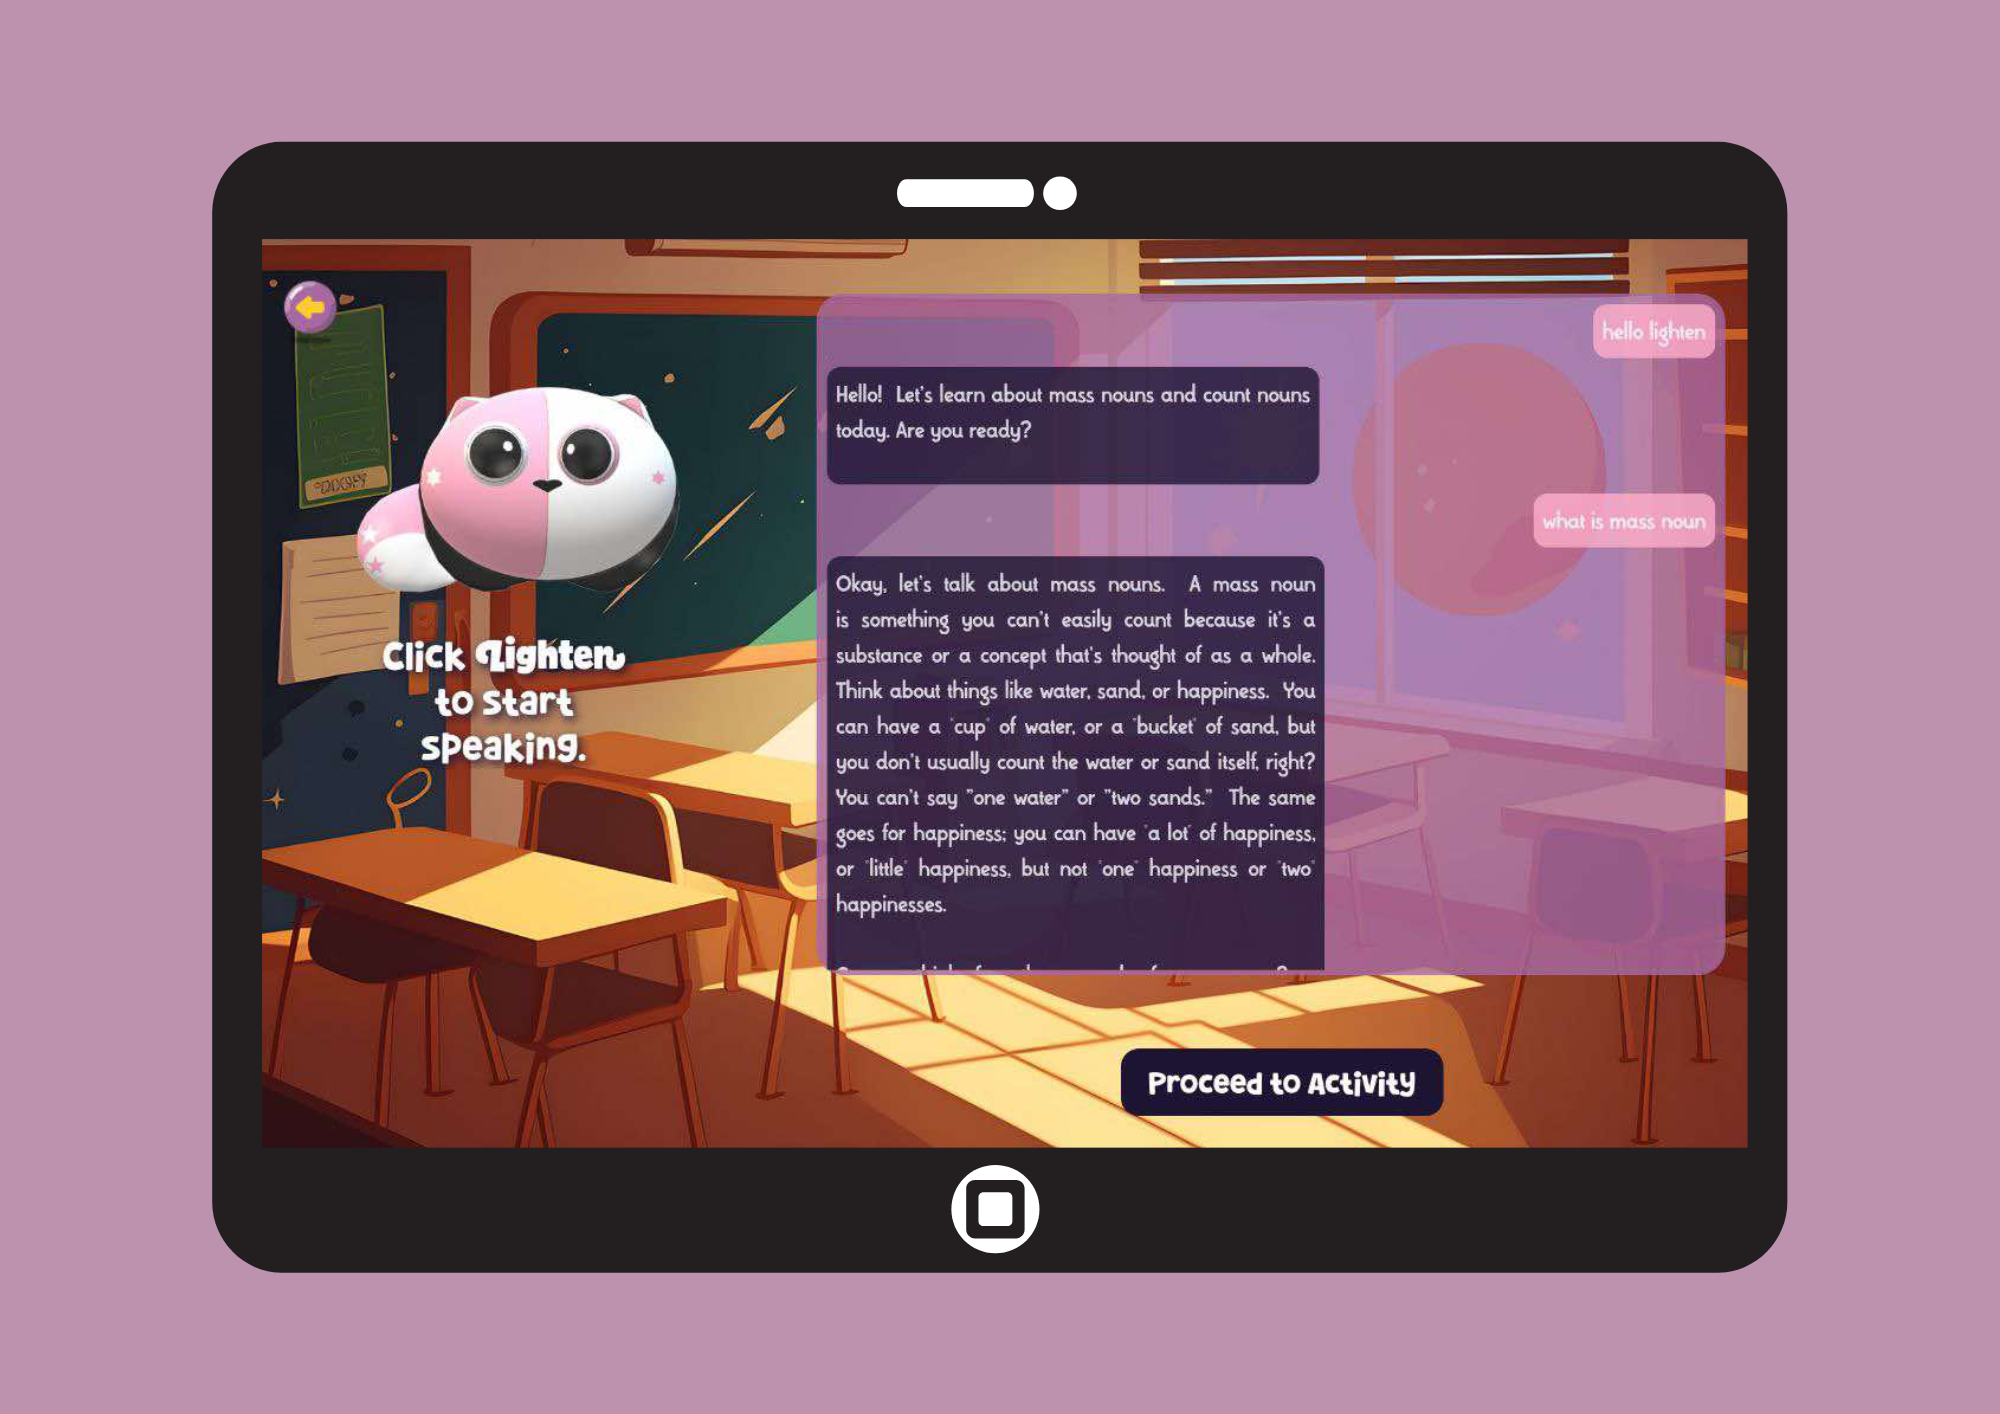 hello lighten
Hello!  Let's learn about mass nouns and count nouns
today. Are you ready?
what is mass noun
Okay, let's talk about mass nouns.  A mass noun
is something you can't easily count because it's a
substance or a concept that's thought of as a whole.
Think about things like water, sand, or happiness.  You
can have a *cup* of water, or a *bucket* of sand, but
you don't usually count the water or sand itself, right?
You can't say "one water" or "two sands."  The same
goes for happiness; you can have *a lot* of happiness,
or *little* happiness, but not *one* happiness or *two*
happinesses.
Click Lighten
to start
speaking.
Proceed to Activity